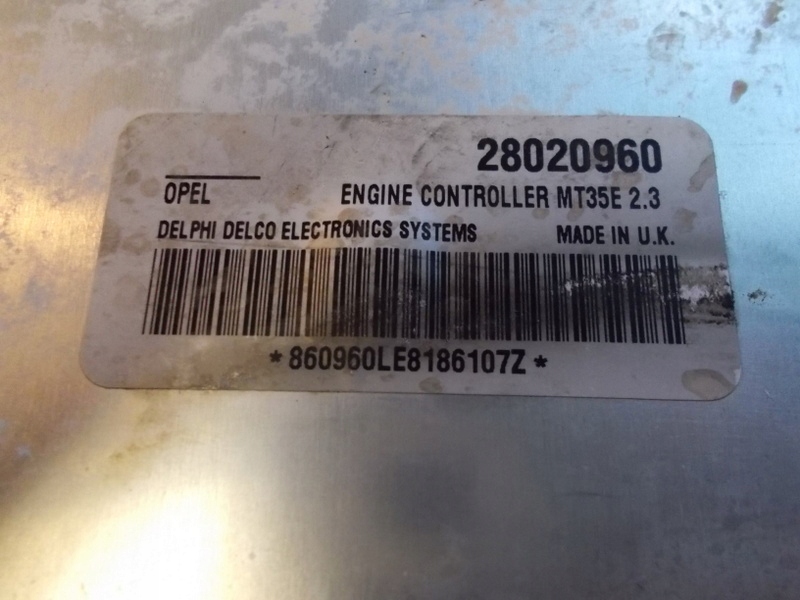 28020960
OPEL ENGINE CONTROLLER MT35E 2.3
DELPHI DELCO ELECTRONICS SYSTEMS MADE IN U.K.
*860960LE8186107Z*